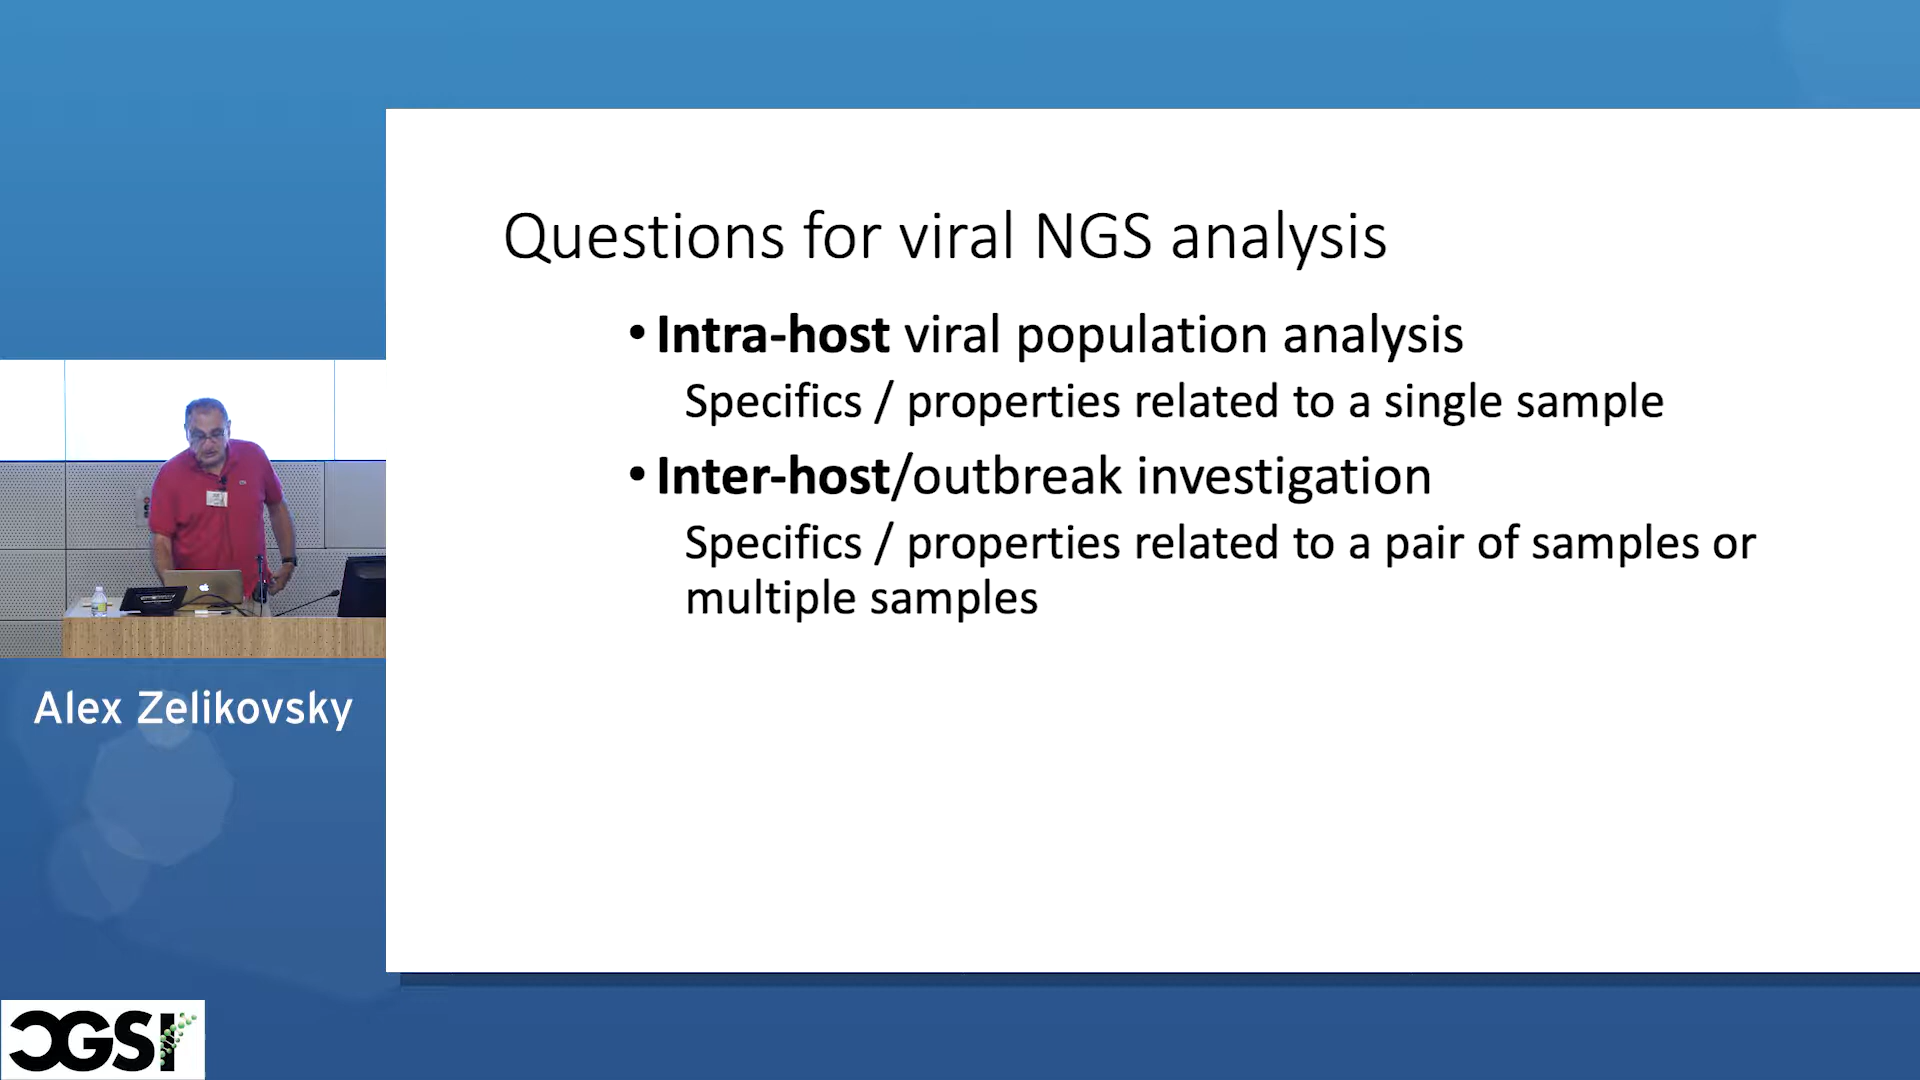 Questions for viral NGS analysis
• Intra-host viral population analysis
Specifics / properties related to a single sample
• Inter-host/outbreak investigation
Specifics / properties related to a pair of samples or
multiple samples
Alex Zelikovsky
CGSI